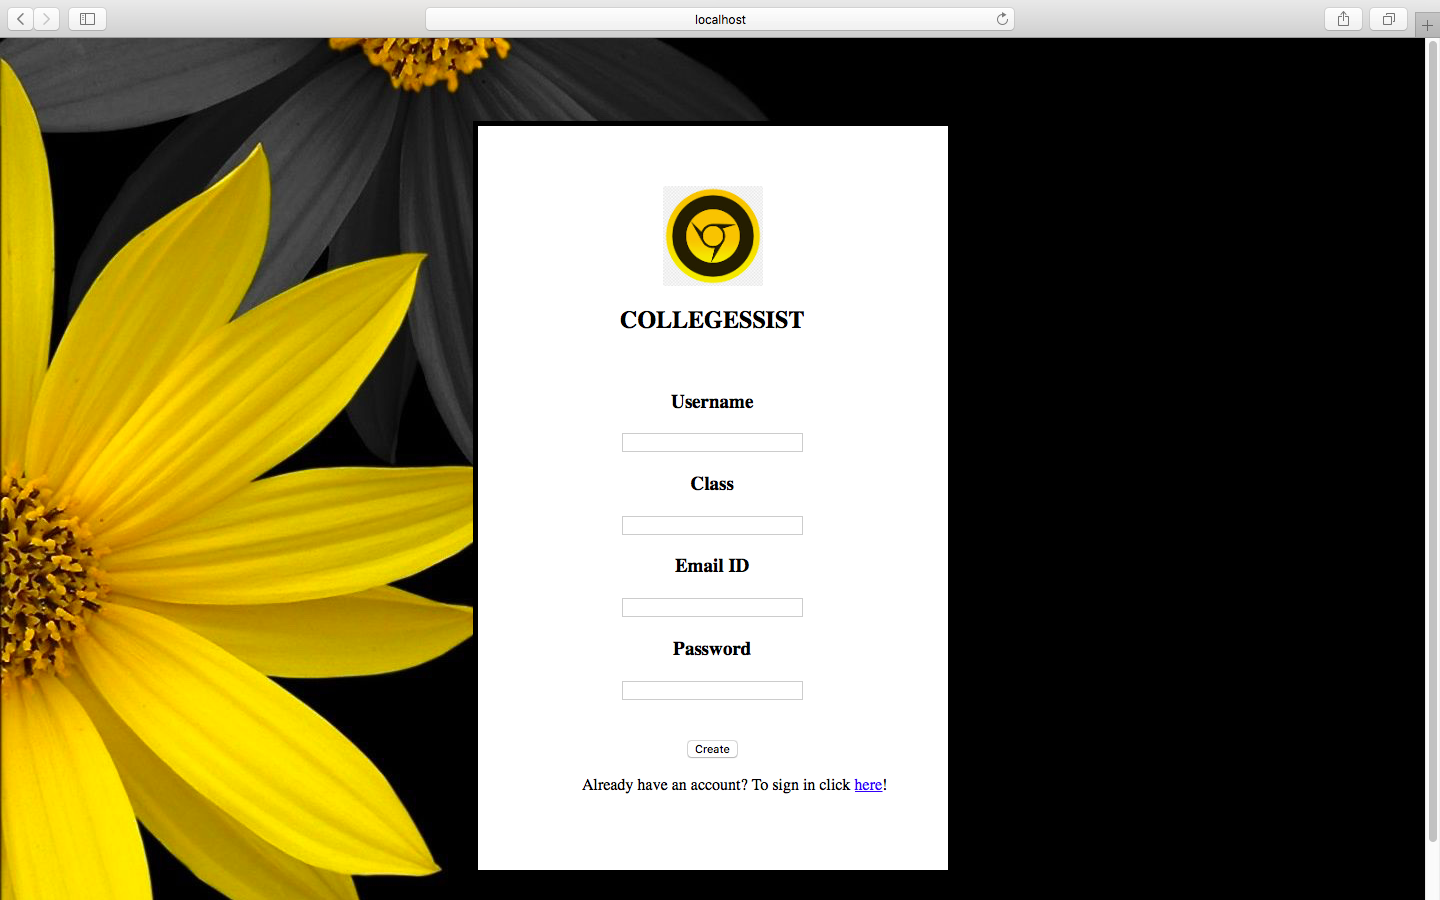 localhost
COLLEGESSIST
Username
Class
Email ID
Password
Create
Already have an account? To sign in click here!